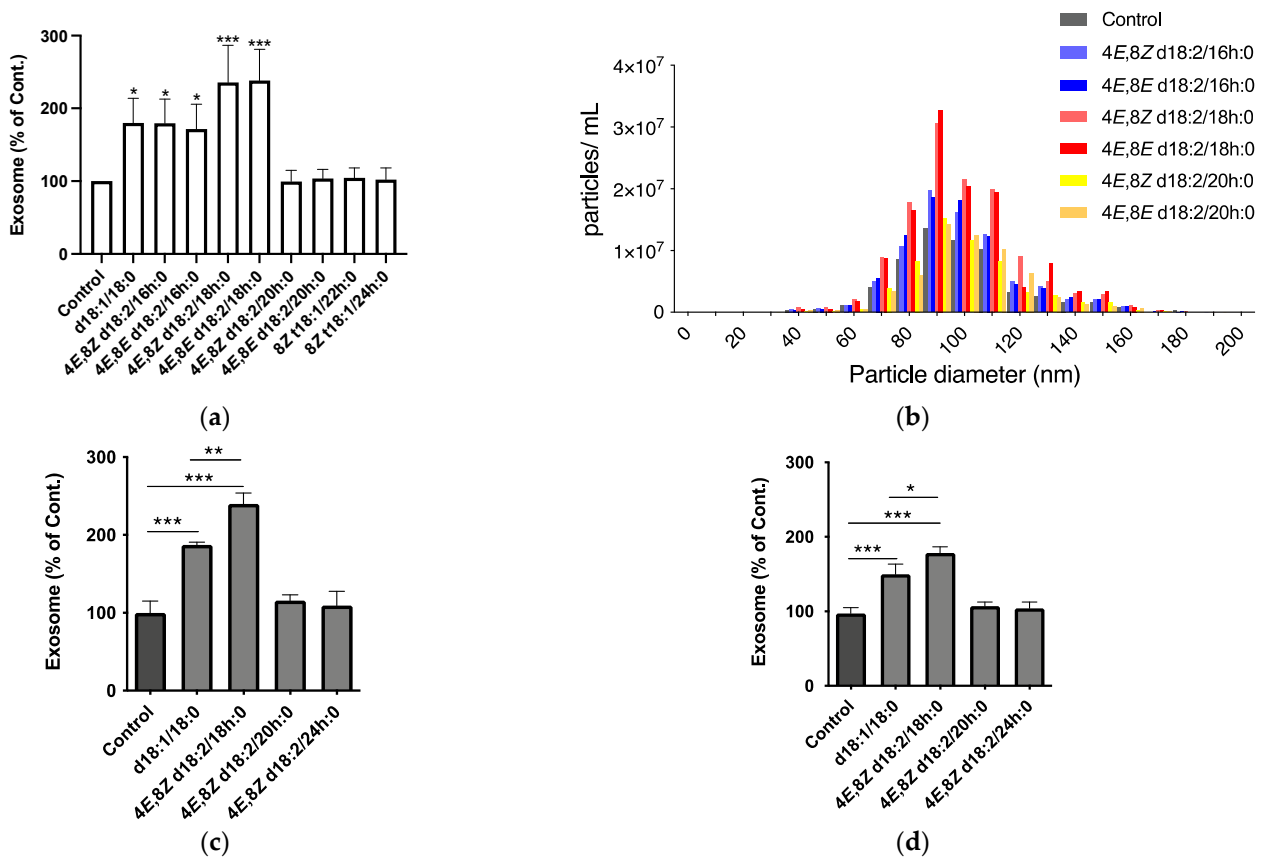 300
200
100
0
Exosome (% of Cont.)
*
*
*
***
***
Control
d18:1/18:0
4E,8Z d18:2/16h:0
4E,8E d18:2/16h:0
4E,8Z d18:2/18h:0
4E,8E d18:2/18h:0
4E,8Z d18:2/20h:0
4E,8E d18:2/20h:0
8Z t18:1/22h:0
8Z t18:1/24h:0
(a)
Control
4E,8Z d18:2/16h:0
4E,8E d18:2/16h:0
4E,8Z d18:2/18h:0
4E,8E d18:2/18h:0
4E,8Z d18:2/20h:0
4E,8E d18:2/20h:0
4×10⁷
3×10⁷
2×10⁷
1×10⁷
0
particles/ mL
0
20
40
60
80
100
120
140
160
180
200
Particle diameter (nm)
(b)
300
200
100
0
Exosome (% of Cont.)
**
***
***
Control
d18:1/18:0
4E,8Z d18:2/18h:0
4E,8Z d18:2/20h:0
4E,8Z d18:2/24h:0
(c)
300
200
100
0
Exosome (% of Cont.)
*
***
***
Control
d18:1/18:0
4E,8Z d18:2/18h:0
4E,8Z d18:2/20h:0
4E,8Z d18:2/24h:0
(d)